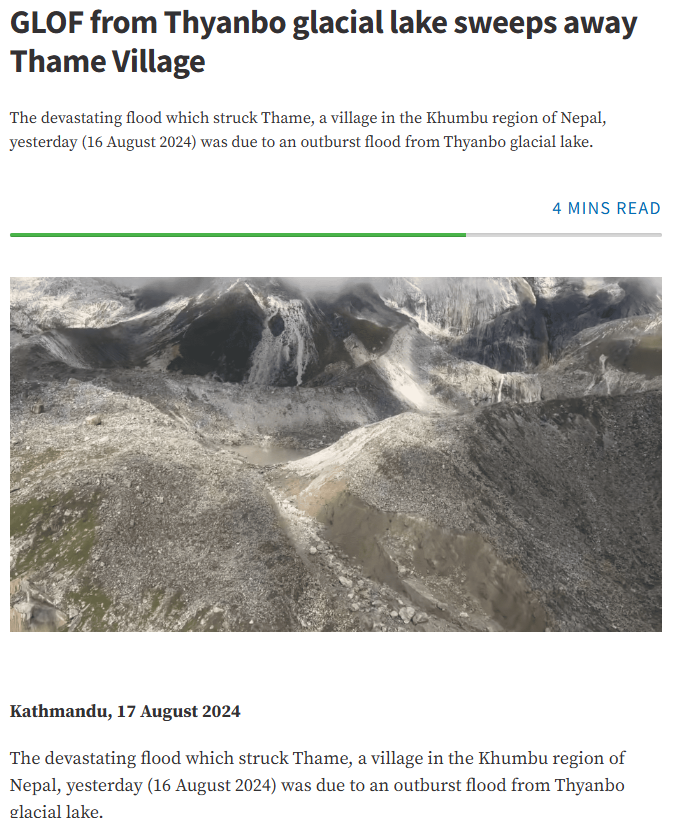 GLOF from Thyanbo glacial lake sweeps away
Thame Village
The devastating flood which struck Thame, a village in the Khumbu region of Nepal,
yesterday (16 August 2024) was due to an outburst flood from Thyanbo glacial lake.
4 MINS READ
Kathmandu, 17 August 2024
The devastating flood which struck Thame, a village in the Khumbu region of
Nepal, yesterday (16 August 2024) was due to an outburst flood from Thyanbo
glacial lake.